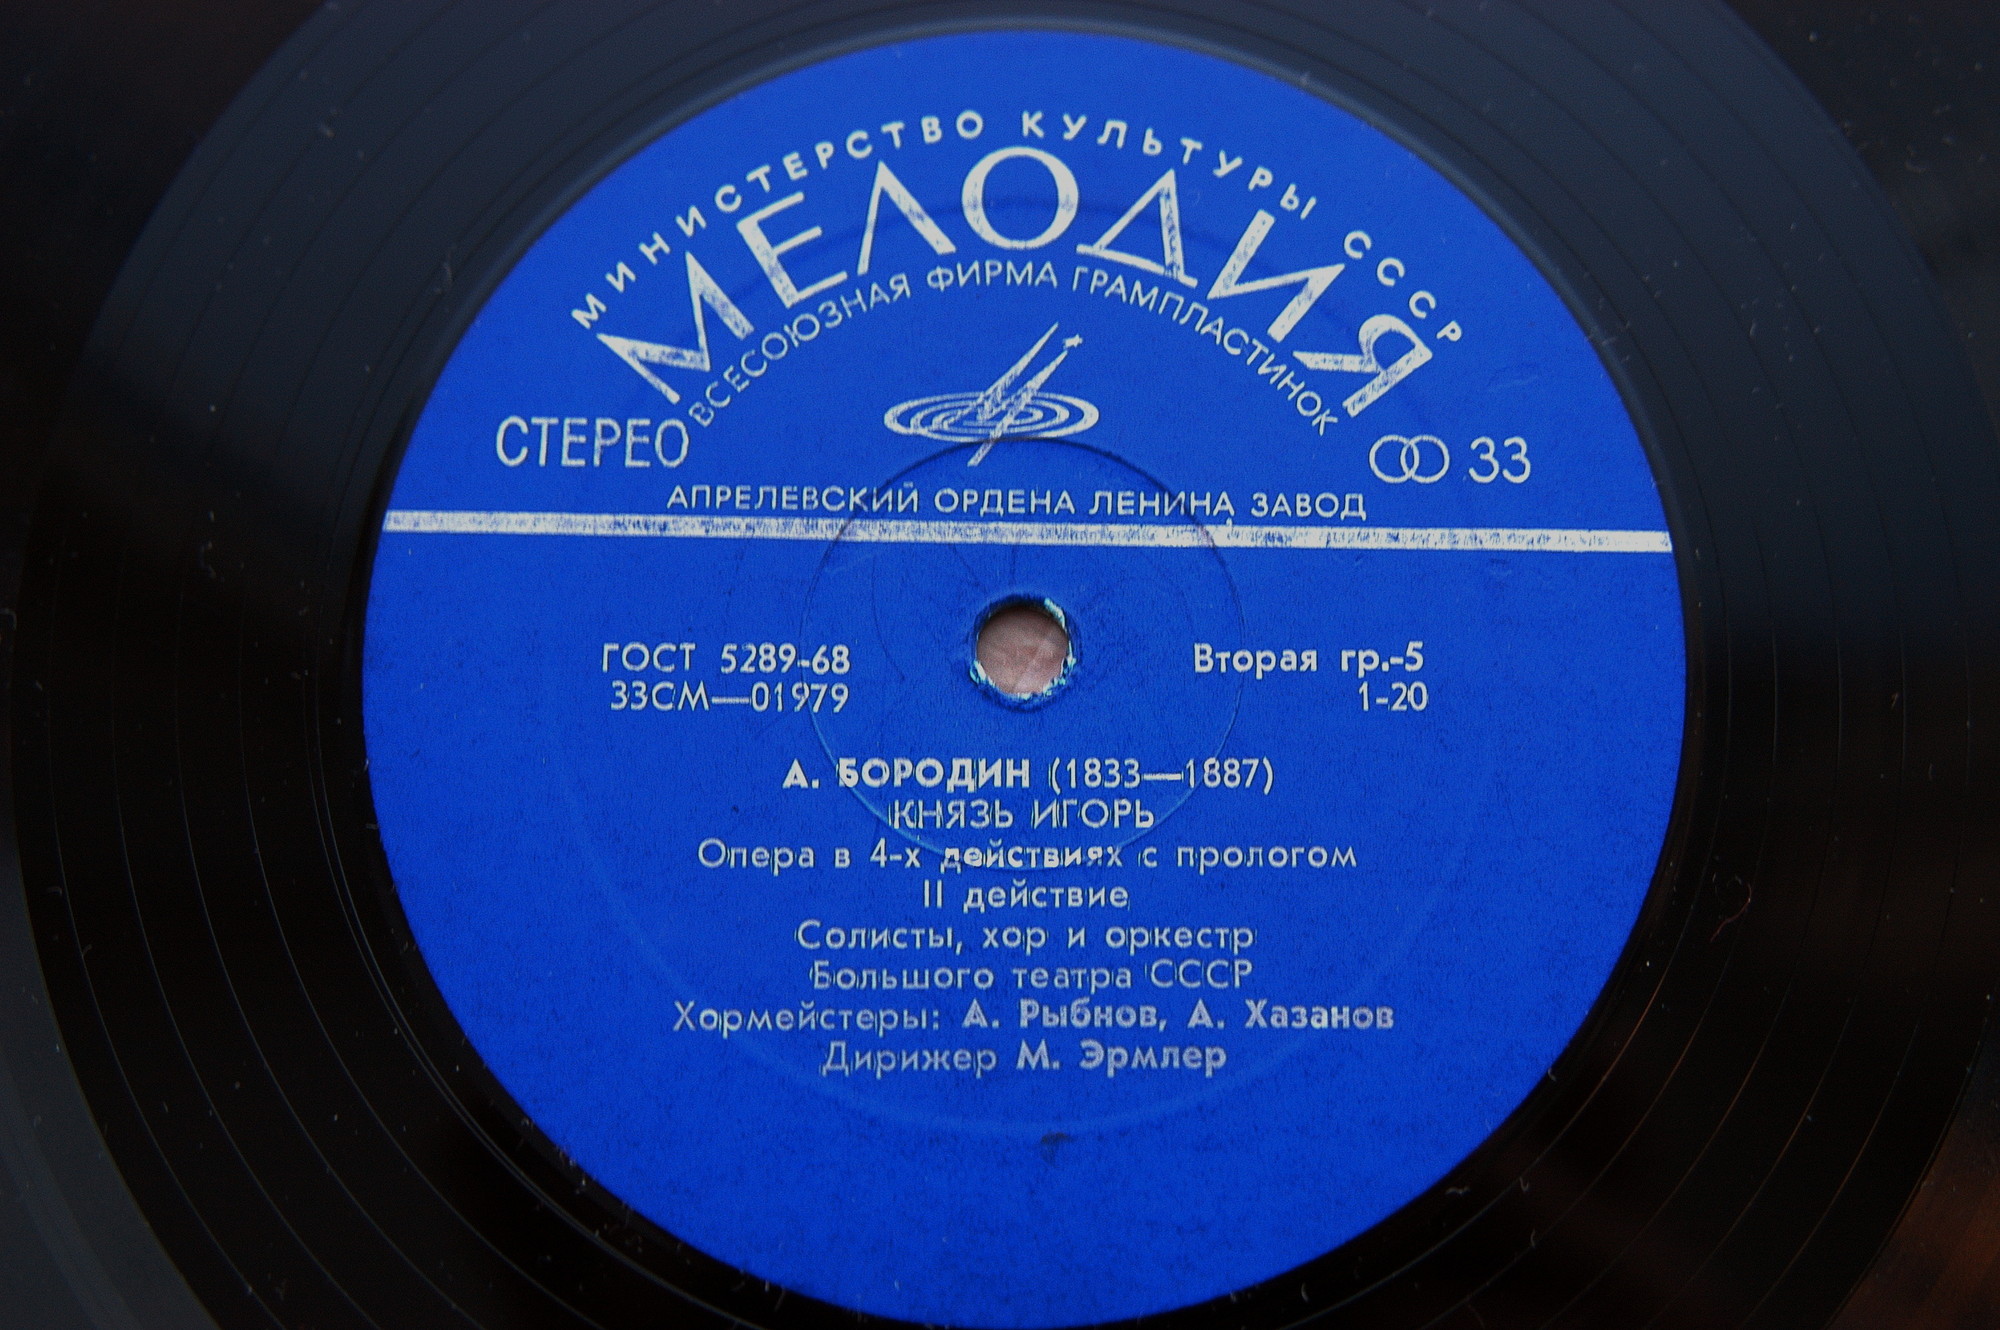 МИНИСТЕРСТВО КУЛЬТУРЫ СССР
МЕЛОДИЯ
ВСЕСОЮЗНАЯ ФИРМА ГРАМПЛАСТИНОК
СТЕРЕО
33
АПРЕЛЕВСКИЙ ОРДЕНА ЛЕНИНА ЗАВОД
ГОСТ 5289-68
Вторая гр.-5
33СМ—01979
1-20
А. БОРОДИН (1833—1887)
КНЯЗЬ ИГОРЬ
Опера в 4-х действиях с прологом
II действие
Солисты, хор и оркестр
Большого театра СССР
Хормейстеры: А. Рыбнов, А. Хазанов
Дирижер М. Эрмлер